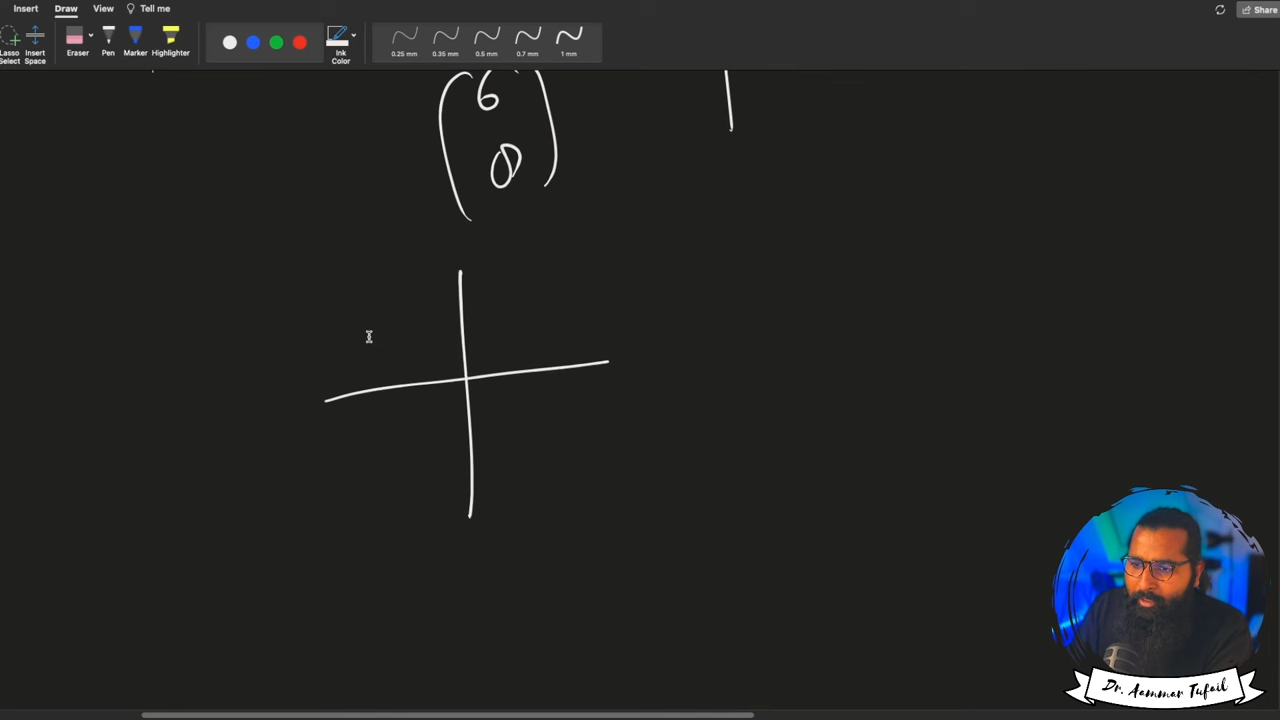 Insert Draw View Tell me
Share
Lasso Select
Insert Space
Eraser
Pen
Marker
Highlighter
Ink Color
0.25 mm
0.35 mm
0.5 mm
0.7 mm
1 mm
6
8
Dr. Aammar Tufail